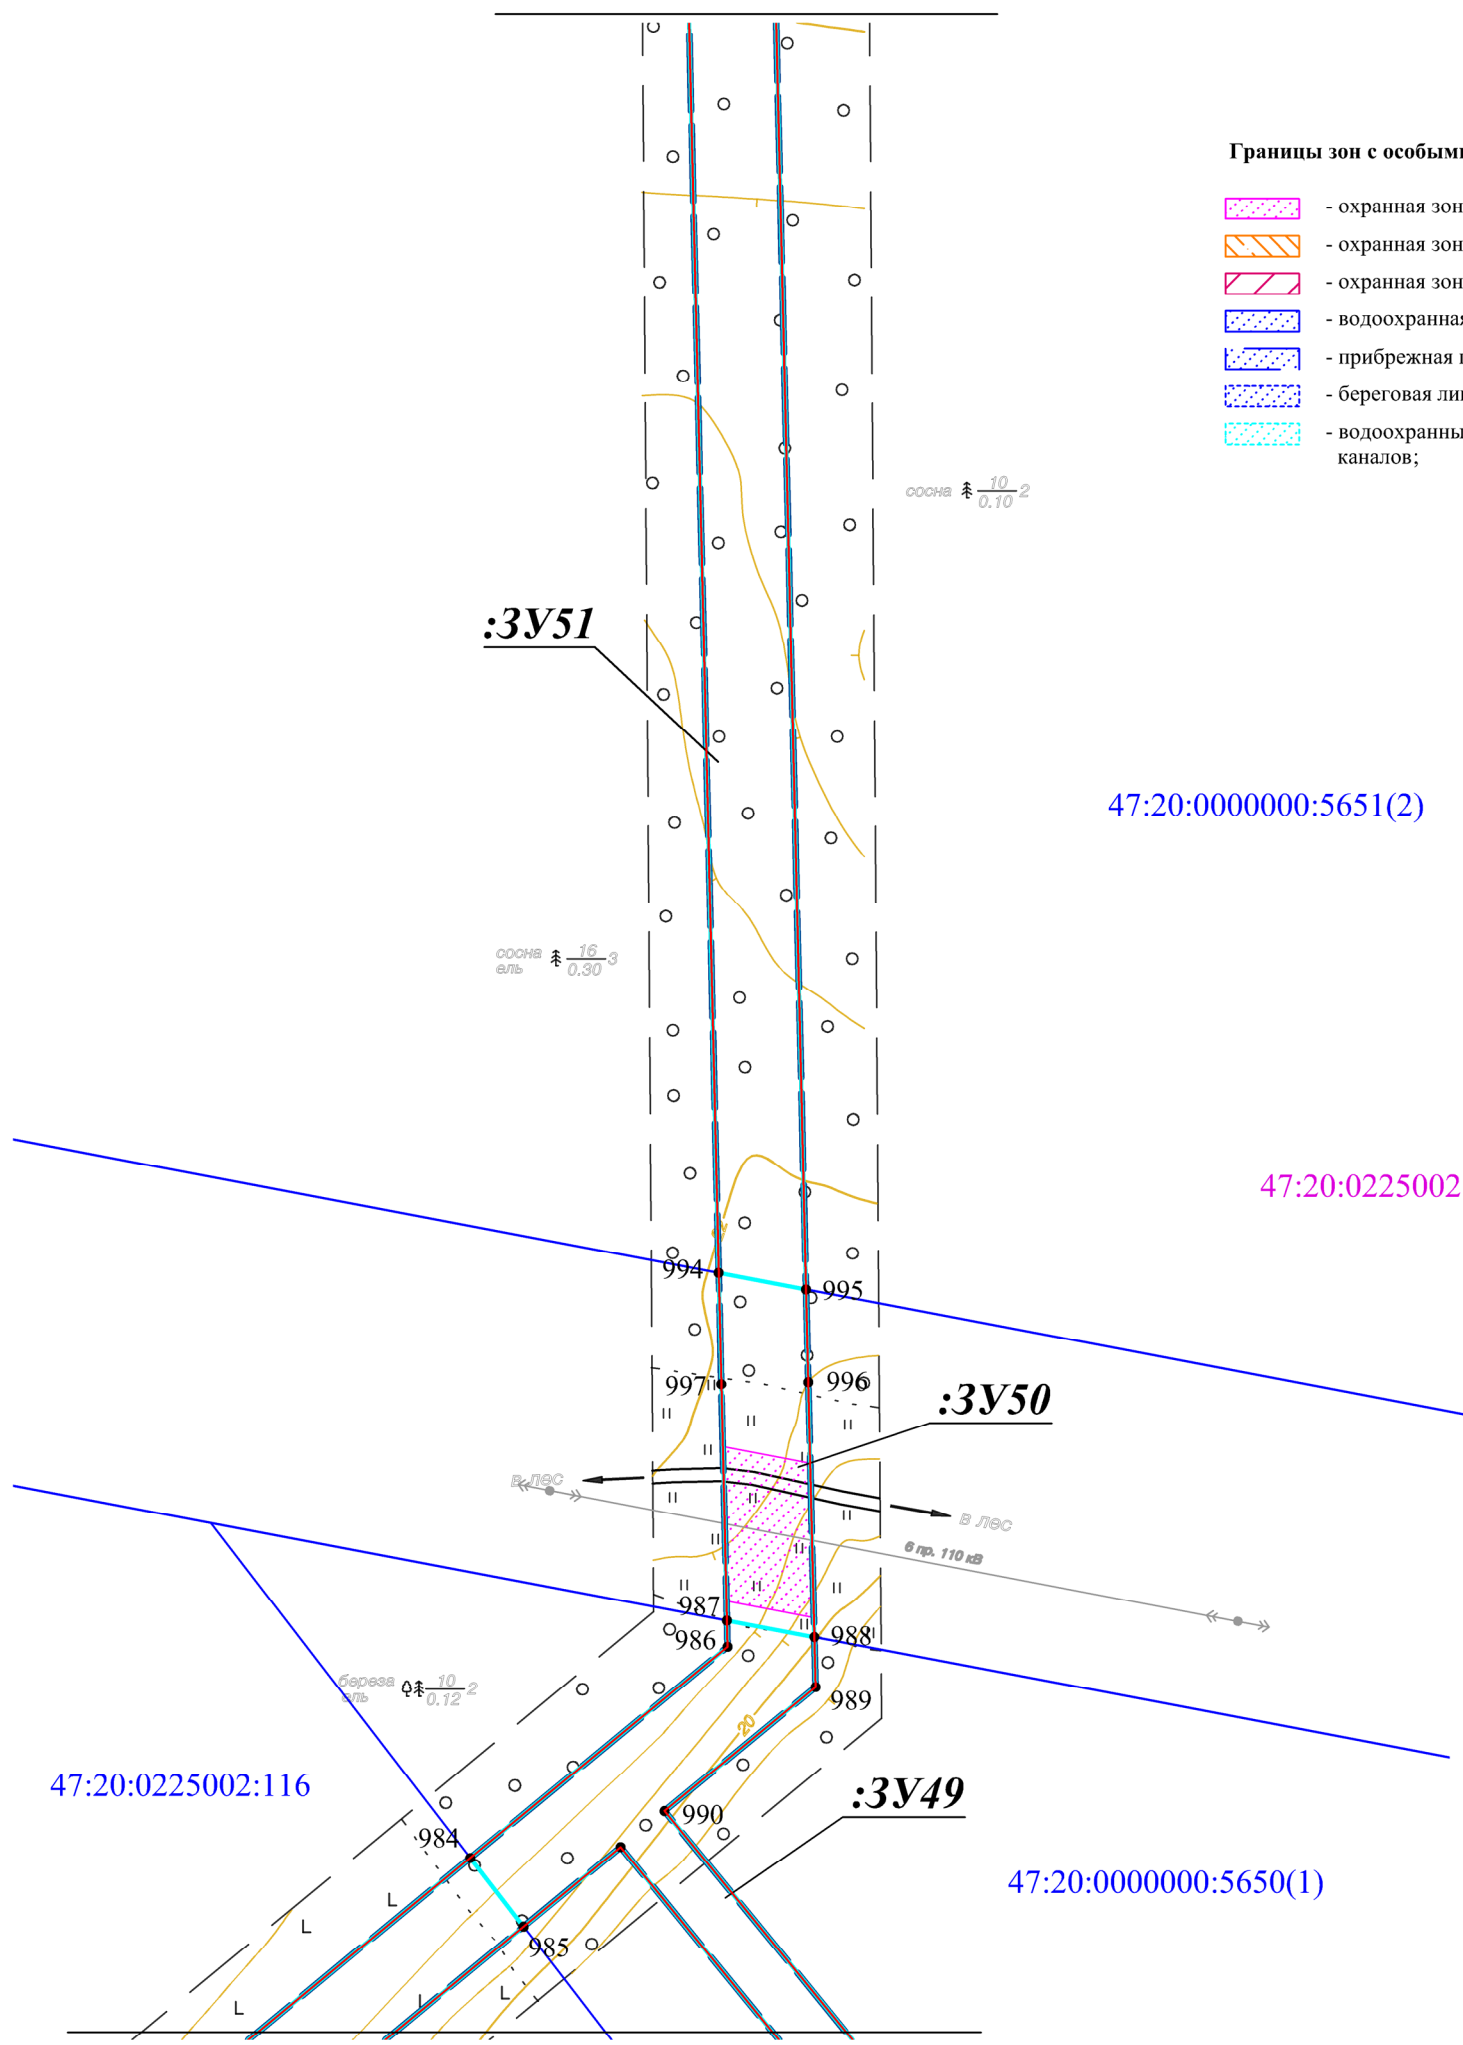 Границы зон с особыми
- охранная зон
- охранная зон
- охранная зон
- водоохранная
- прибрежная
- береговая
- водоохранны
каналов;
сосна 10 2
0.10
:ЗУ51
47:20:0000000:5651(2)
сосна 16 3
ель 0.30
47:20:0225002
994
995
997
996
:ЗУ50
в лес
в лес
6 пр. 110 кВ
987
986
988
989
береза 10 2
ель 0.12
20
47:20:0225002:116
:ЗУ49
990
984
47:20:0000000:5650(1)
985